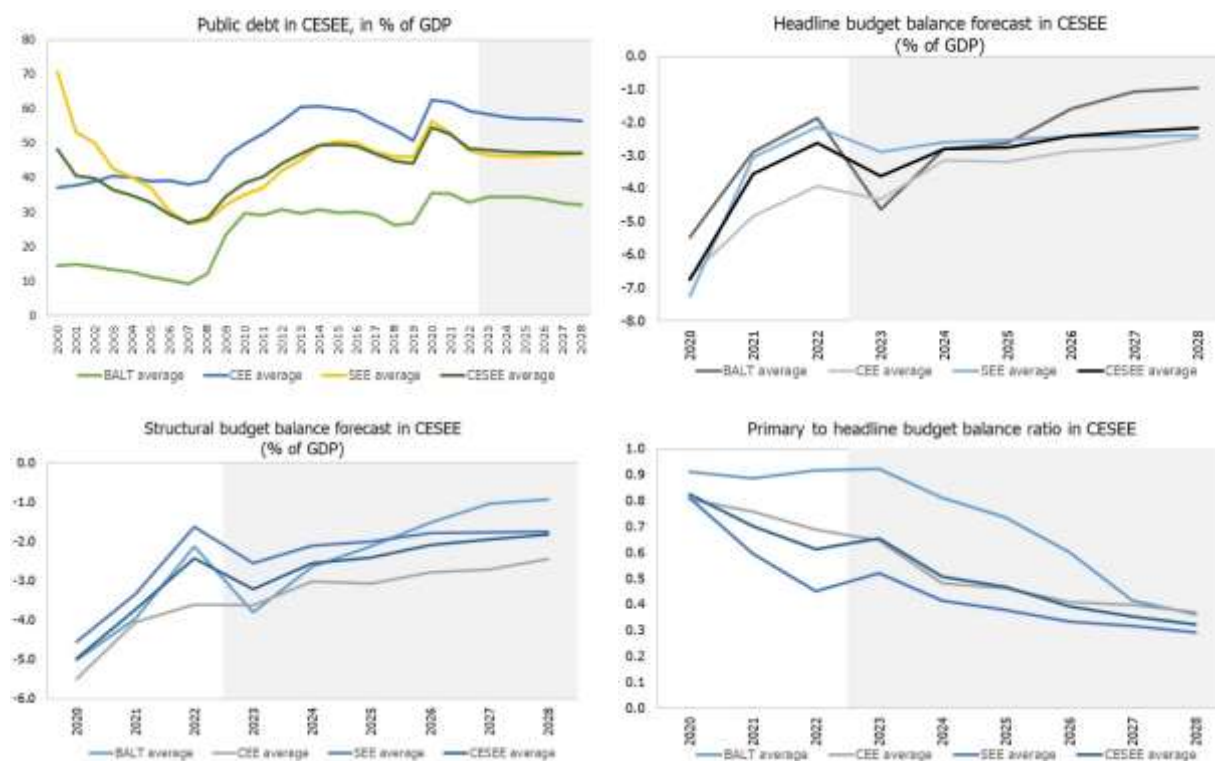 Public debt in CESEE, in % of GDP
80
70
60
50
40
30
20
10
0
2000 2001 2002 2003 2004 2005 2006 2007 2008 2009 2010 2011 2012 2013 2014 2015 2016 2017 2018 2019 2020 2021 2022 2023 2024 2025 2026 2027 2028
BALT average CEE average SEE average CESEE average
Headline budget balance forecast in CESEE
(% of GDP)
0.0
-1.0
-2.0
-3.0
-4.0
-5.0
-6.0
-7.0
-8.0
2020 2021 2022 2023 2024 2025 2026 2027 2028
BALT average CEE average SEE average CESEE average
Structural budget balance forecast in CESEE
(% of GDP)
0.0
-1.0
-2.0
-3.0
-4.0
-5.0
-6.0
2020 2021 2022 2023 2024 2025 2026 2027 2028
BALT average CEE average SEE average CESEE average
Primary to headline budget balance ratio in CESEE
1.0
0.9
0.8
0.7
0.6
0.5
0.4
0.3
0.2
0.1
0.0
2020 2021 2022 2023 2024 2025 2026 2027 2028
BALT average CEE average SEE average CESEE average